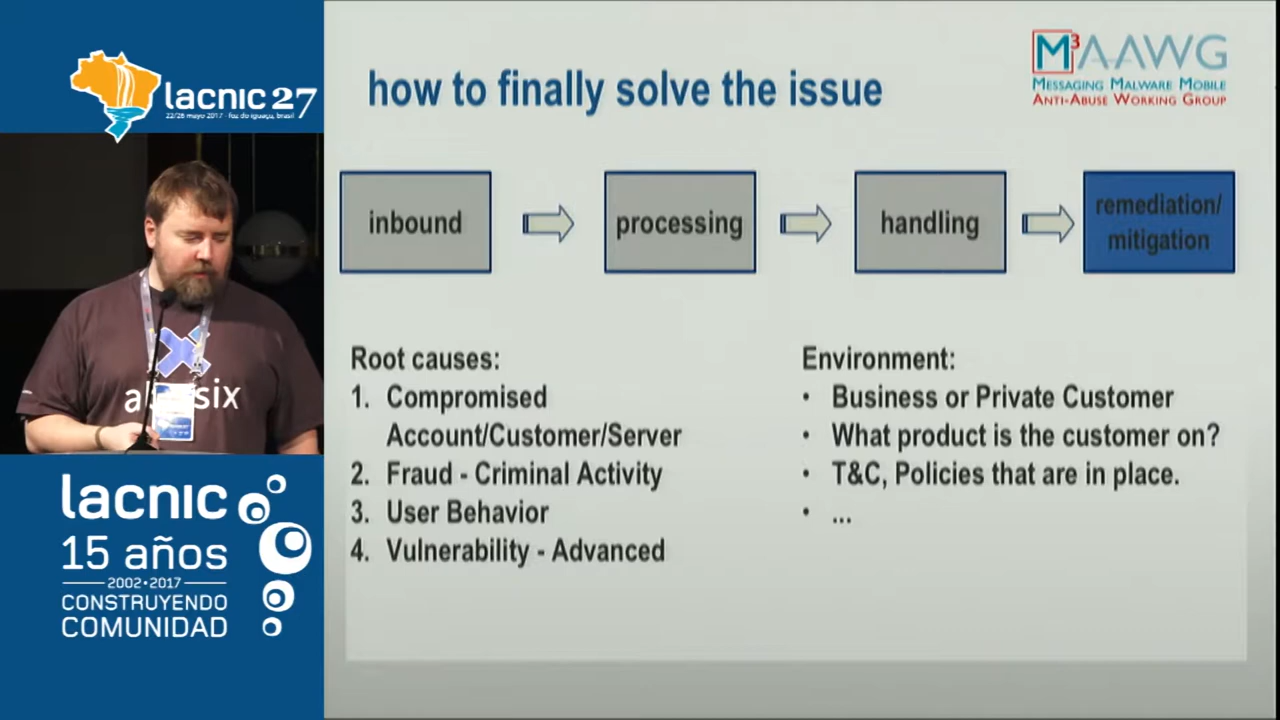 lacnic 27
22/26 mayo 2017 - foz do iguaçu, brasil
how to finally solve the issue
M3AAWG
MESSAGING MALWARE MOBILE
ANTI-ABUSE WORKING GROUP
inbound
processing
handling
remediation/
mitigation
Root causes:
1. Compromised
Account/Customer/Server
2. Fraud - Criminal Activity
3. User Behavior
4. Vulnerability - Advanced
Environment:
• Business or Private Customer
• What product is the customer on?
• T&C, Policies that are in place.
• ...
lacnic
15 años
2002•2017
CONSTRUYENDO
COMUNIDAD